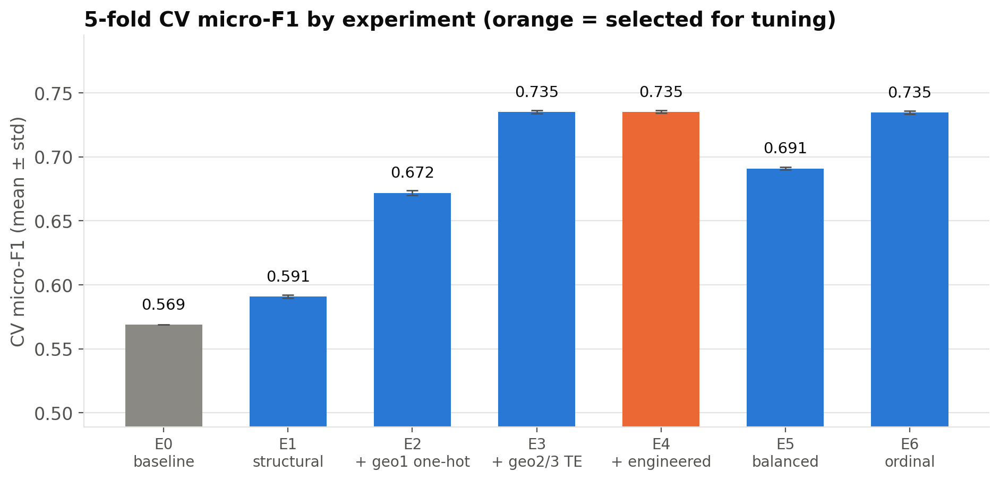 5-fold CV micro-F1 by experiment (orange = selected for tuning)
CV micro-F1 (mean ± std)
0.75
0.70
0.65
0.60
0.55
0.50
0.569
0.591
0.672
0.735
0.735
0.691
0.735
E0
baseline
E1
structural
E2
+ geo1 one-hot
E3
+ geo2/3 TE
E4
+ engineered
E5
balanced
E6
ordinal